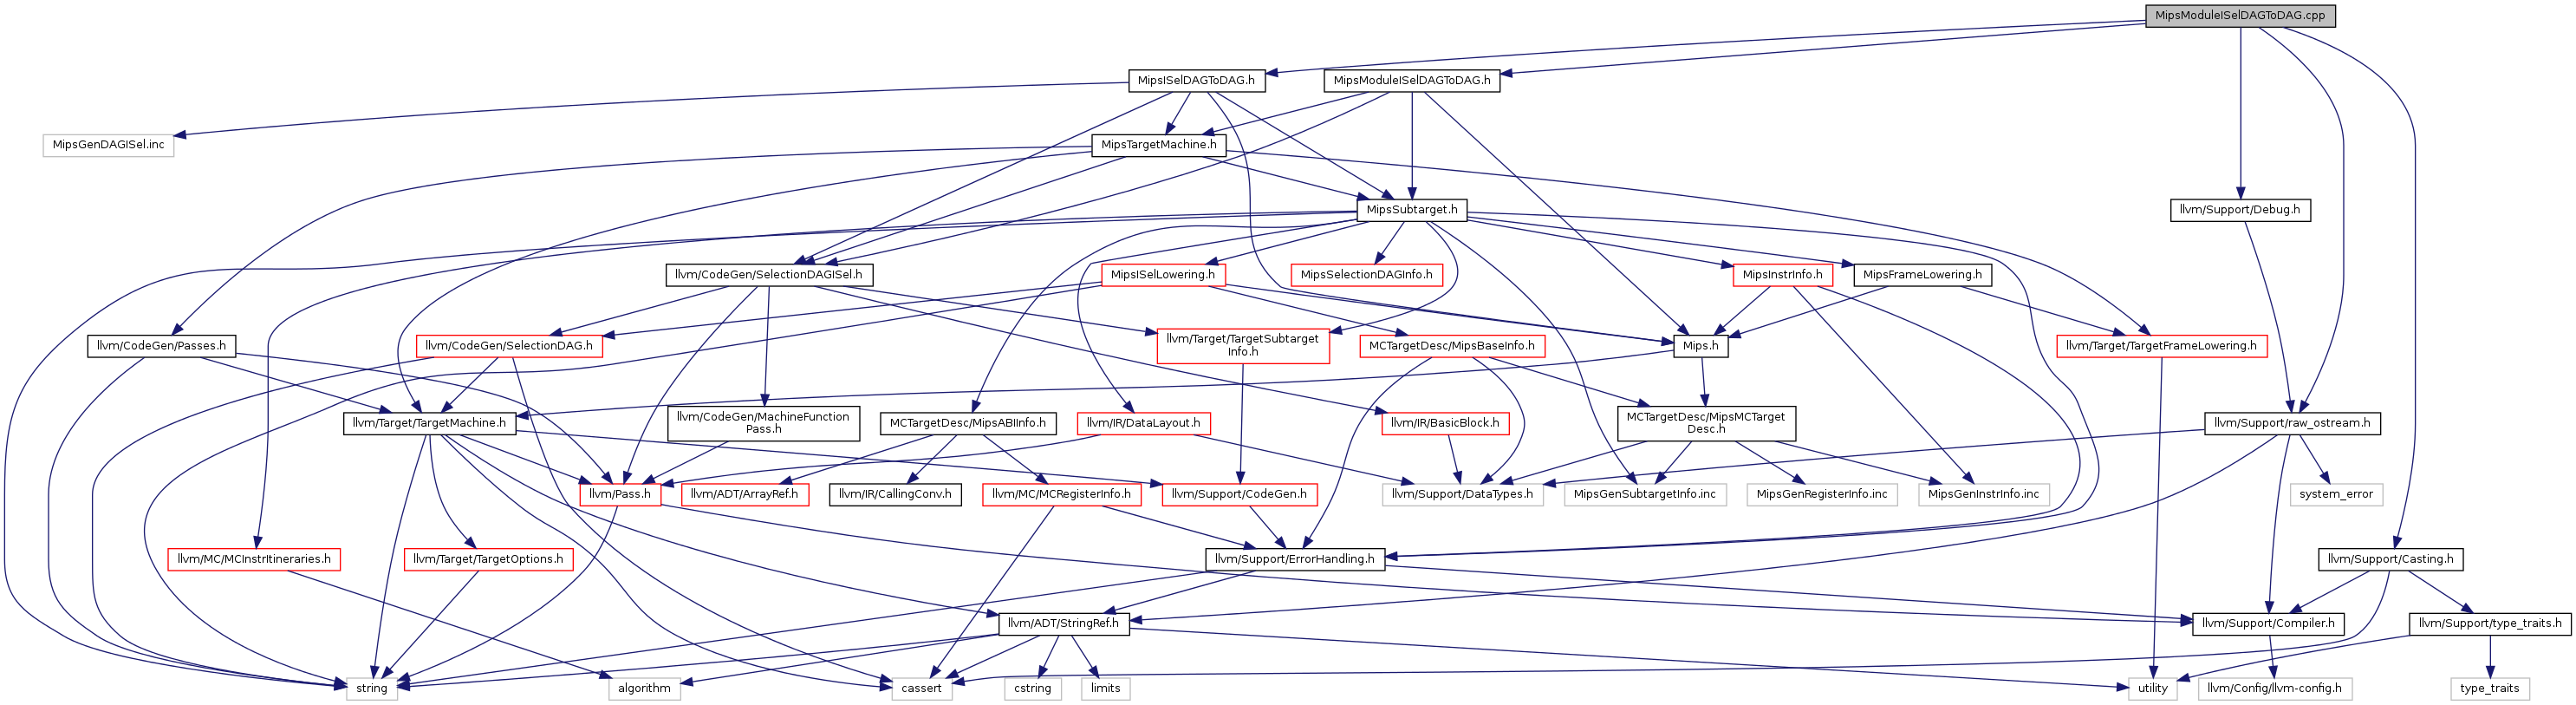 MipsModuleISelDAGToDAG.cpp
MipsISelDAGToDAG.h
MipsModuleISelDAGToDAG.h
MipsGenDAGISel.inc
MipsTargetMachine.h
MipsSubtarget.h
llvm/Support/Debug.h
llvm/CodeGen/SelectionDAGISel.h
MipsISelLowering.h
MipsSelectionDAGInfo.h
MipsInstrInfo.h
MipsFrameLowering.h
llvm/CodeGen/Passes.h
llvm/CodeGen/SelectionDAG.h
llvm/Target/TargetSubtarget
Info.h
MCTargetDesc/MipsBaseInfo.h
Mips.h
llvm/Target/TargetFrameLowering.h
llvm/Target/TargetMachine.h
llvm/CodeGen/MachineFunction
Pass.h
MCTargetDesc/MipsABIInfo.h
llvm/IR/DataLayout.h
llvm/IR/BasicBlock.h
MCTargetDesc/MipsMCTarget
Desc.h
llvm/Support/raw_ostream.h
llvm/Pass.h
llvm/ADT/ArrayRef.h
llvm/IR/CallingConv.h
llvm/MC/MCRegisterInfo.h
llvm/Support/CodeGen.h
llvm/Support/DataTypes.h
MipsGenSubtargetInfo.inc
MipsGenRegisterInfo.inc
MipsGenInstrInfo.inc
system_error
llvm/MC/MCInstrItineraries.h
llvm/Target/TargetOptions.h
llvm/Support/ErrorHandling.h
llvm/Support/Casting.h
llvm/ADT/StringRef.h
llvm/Support/Compiler.h
llvm/Support/type_traits.h
string
algorithm
cassert
cstring
limits
utility
llvm/Config/llvm-config.h
type_traits